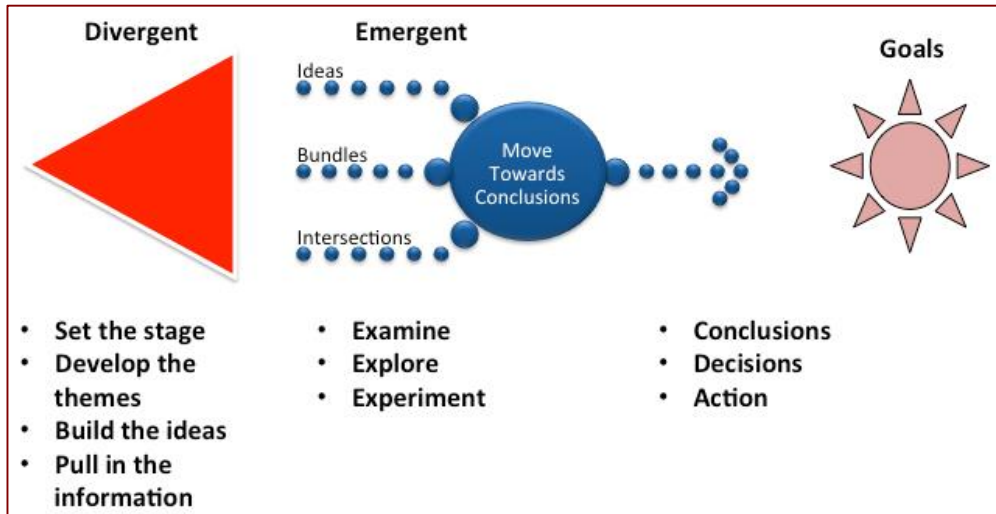 Divergent
Emergent
Goals
Ideas
Bundles
Intersections
Move
Towards
Conclusions
• Set the stage
• Develop the
themes
• Build the ideas
• Pull in the
information
• Examine
• Explore
• Experiment
• Conclusions
• Decisions
• Action